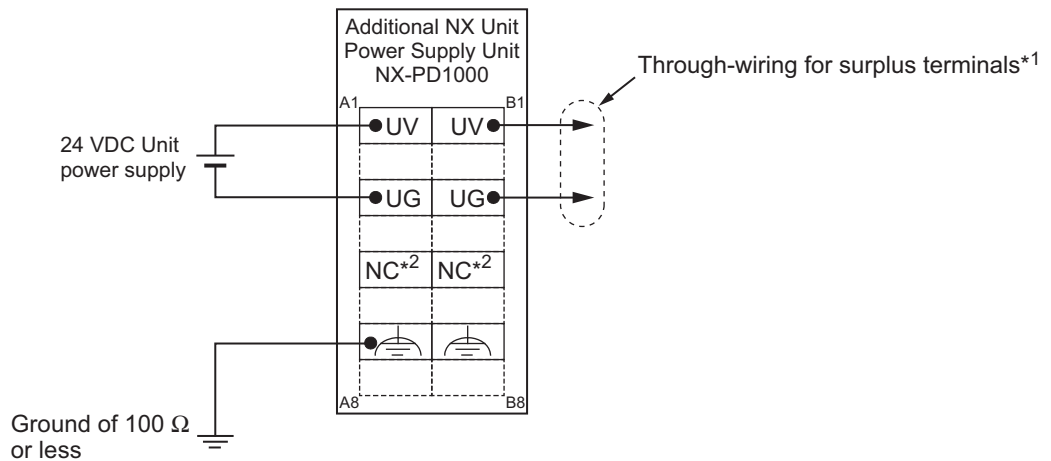 Additional NX Unit
Power Supply Unit
NX-PD1000
Through-wiring for surplus terminals*1
A1
B1
UV UV
24 VDC Unit
power supply
UG UG
NC*2 NC*2
A8
B8
Ground of 100 Ω
or less